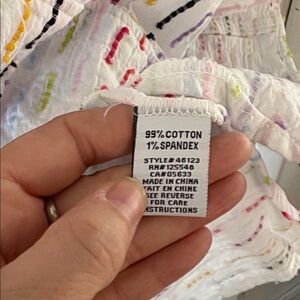 99% COTTON
1% SPANDEX
STYLE# 46123
RN# 125546
CA# 05633
MADE IN CHINA
FAIT EN CHINE
SEE REVERSE
FOR CARE
INSTRUCTIONS